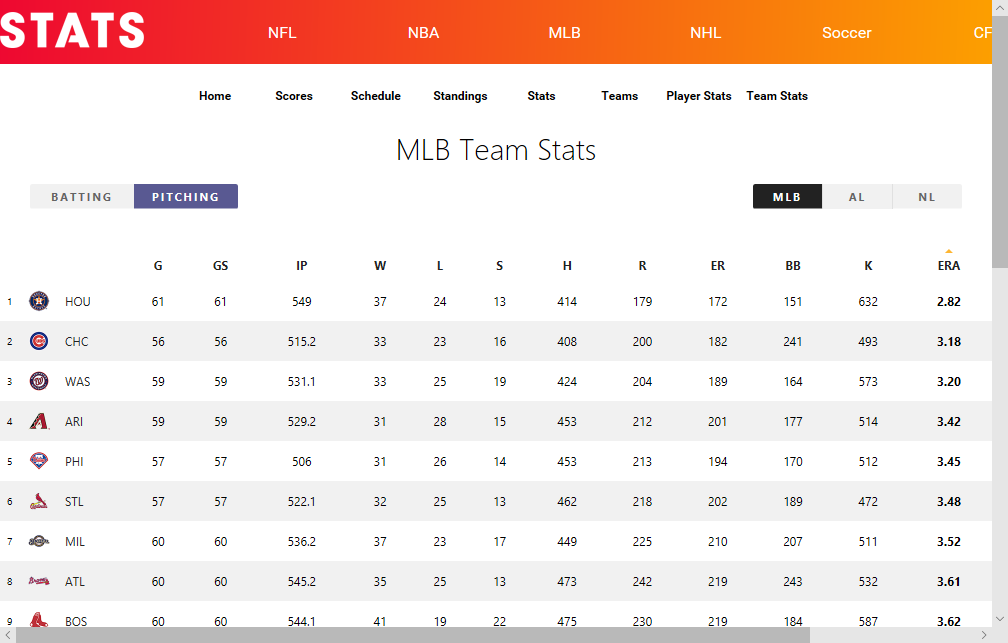 STATS NFL NBA MLB NHL Soccer CF
Home Scores Schedule Standings Stats Teams Player Stats Team Stats
MLB Team Stats
BATTING PITCHING MLB AL NL
G GS IP W L S H R ER BB K ERA
1 HOU 61 61 549 37 24 13 414 179 172 151 632 2.82
2 CHC 56 56 515.2 33 23 16 408 200 182 241 493 3.18
3 WAS 59 59 531.1 33 25 19 424 204 189 164 573 3.20
4 ARI 59 59 529.2 31 28 15 453 212 201 177 514 3.42
5 PHI 57 57 506 31 26 14 453 213 194 170 512 3.45
6 STL 57 57 522.1 32 25 13 462 218 202 189 472 3.48
7 MIL 60 60 536.2 37 23 17 449 225 210 207 511 3.52
8 ATL 60 60 545.2 35 25 13 473 242 219 243 532 3.61
9 BOS 60 60 544.1 41 19 22 475 230 219 184 587 3.62